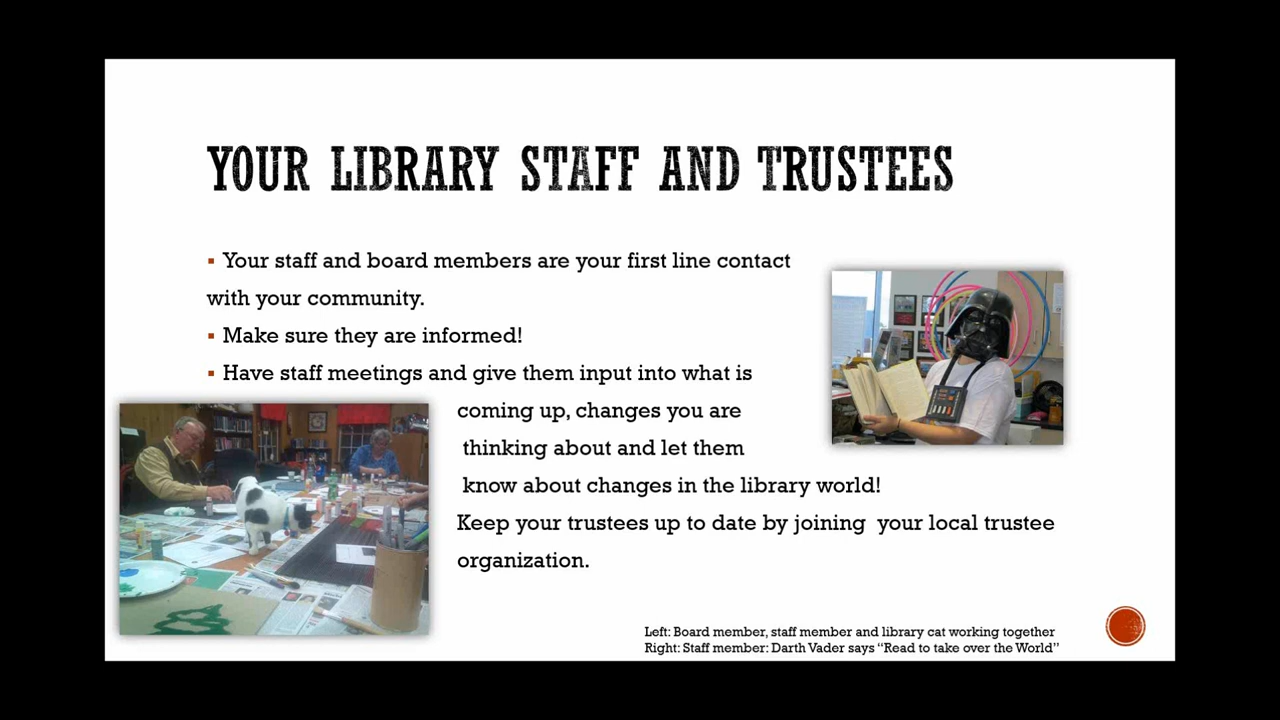 YOUR LIBRARY STAFF AND TRUSTEES
▪ Your staff and board members are your first line contact
with your community.
▪ Make sure they are informed!
▪ Have staff meetings and give them input into what is
coming up, changes you are
thinking about and let them
know about changes in the library world!
Keep your trustees up to date by joining your local trustee
organization.
Left: Board member, staff member and library cat working together
Right: Staff member: Darth Vader says “Read to take over the World”